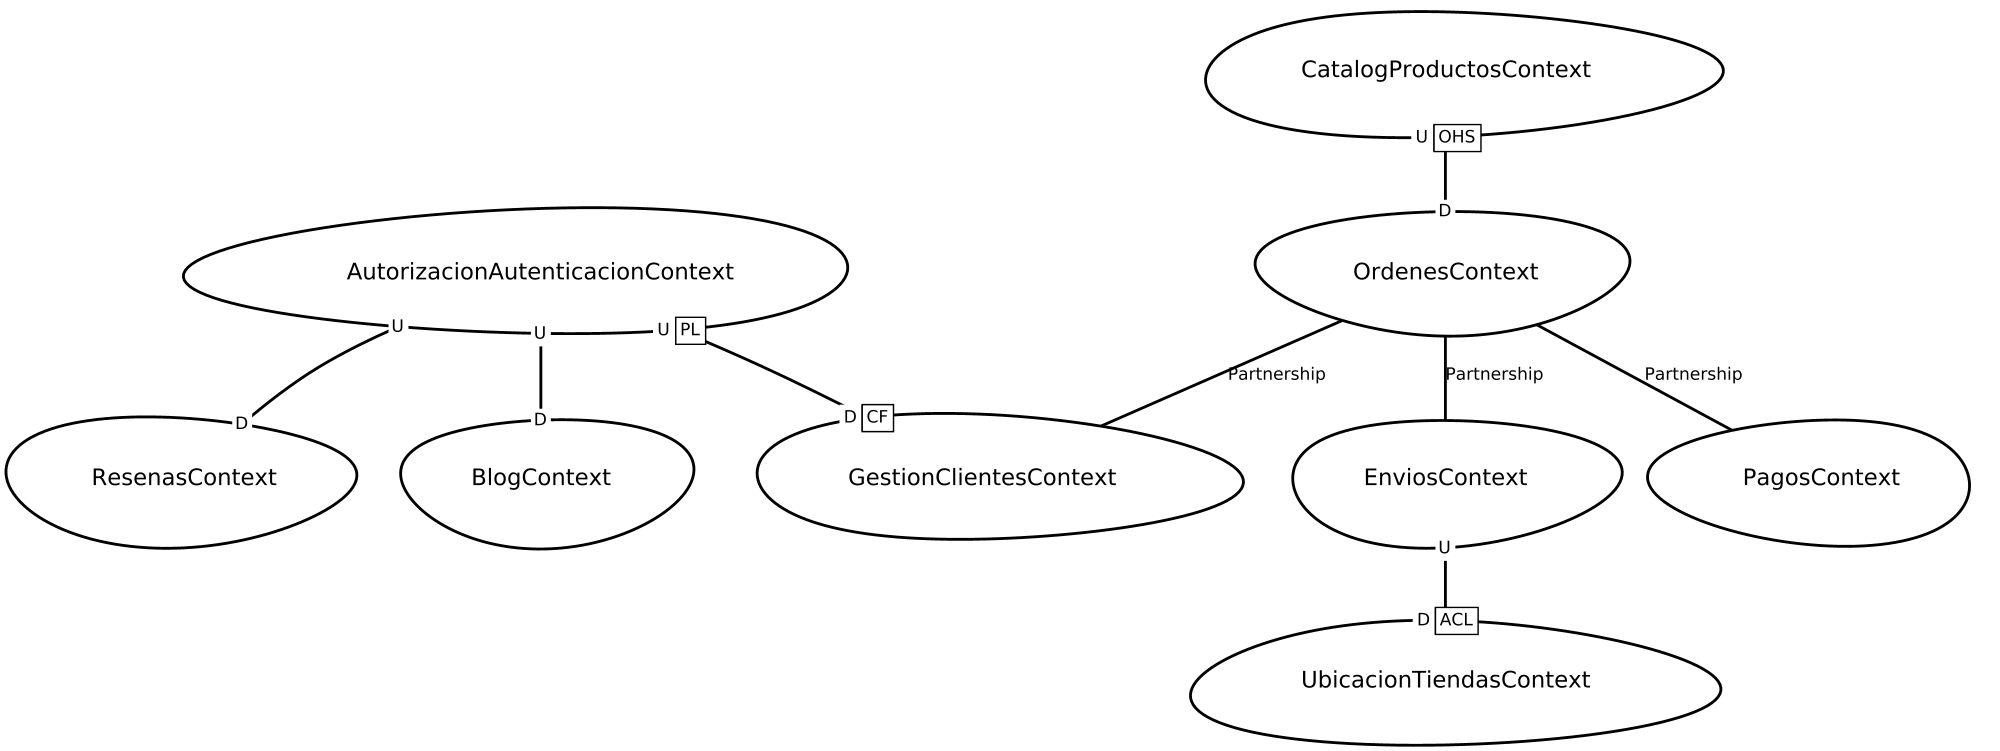 CatalogProductosContext
U OHS
D
AutorizacionAutenticacionContext
OrdenesContext
U
U
U PL
Partnership
Partnership
Partnership
D
D
D CF
ResenasContext
BlogContext
GestionClientesContext
EnviosContext
PagosContext
U
D ACL
UbicacionTiendasContext